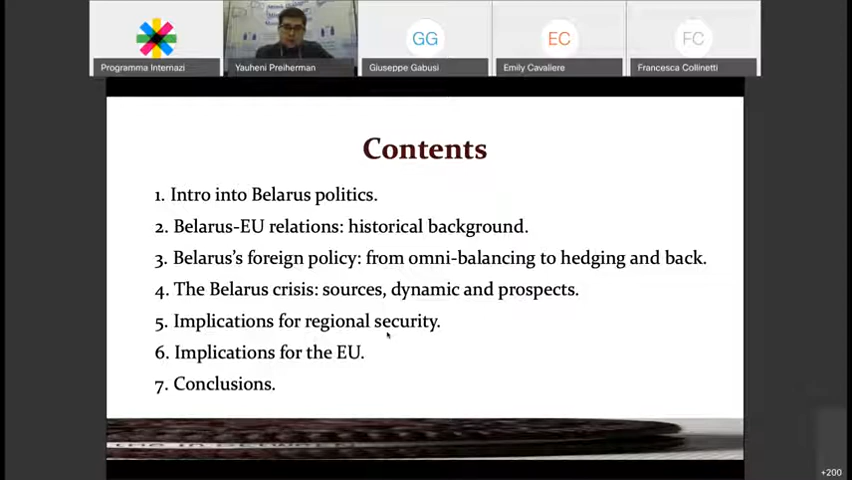 GG
EC
FC
Programma Internazi
Yauheni Preiherman
Giuseppe Gabusi
Emily Cavaliere
Francesca Collinetti
Contents
1. Intro into Belarus politics.
2. Belarus-EU relations: historical background.
3. Belarus's foreign policy: from omni-balancing to hedging and back.
4. The Belarus crisis: sources, dynamic and prospects.
5. Implications for regional security.
6. Implications for the EU.
7. Conclusions.
+200